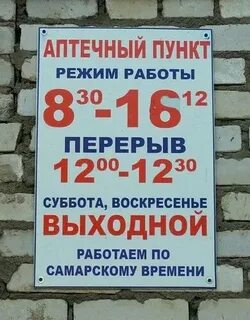 АПТЕЧНЫЙ ПУНКТ
РЕЖИМ РАБОТЫ
8³⁰-16¹²
ПЕРЕРЫВ
12⁰⁰-12³⁰
СУББОТА, ВОСКРЕСЕНЬЕ
ВЫХОДНОЙ
РАБОТАЕМ ПО
САМАРСКОМУ ВРЕМЕНИ